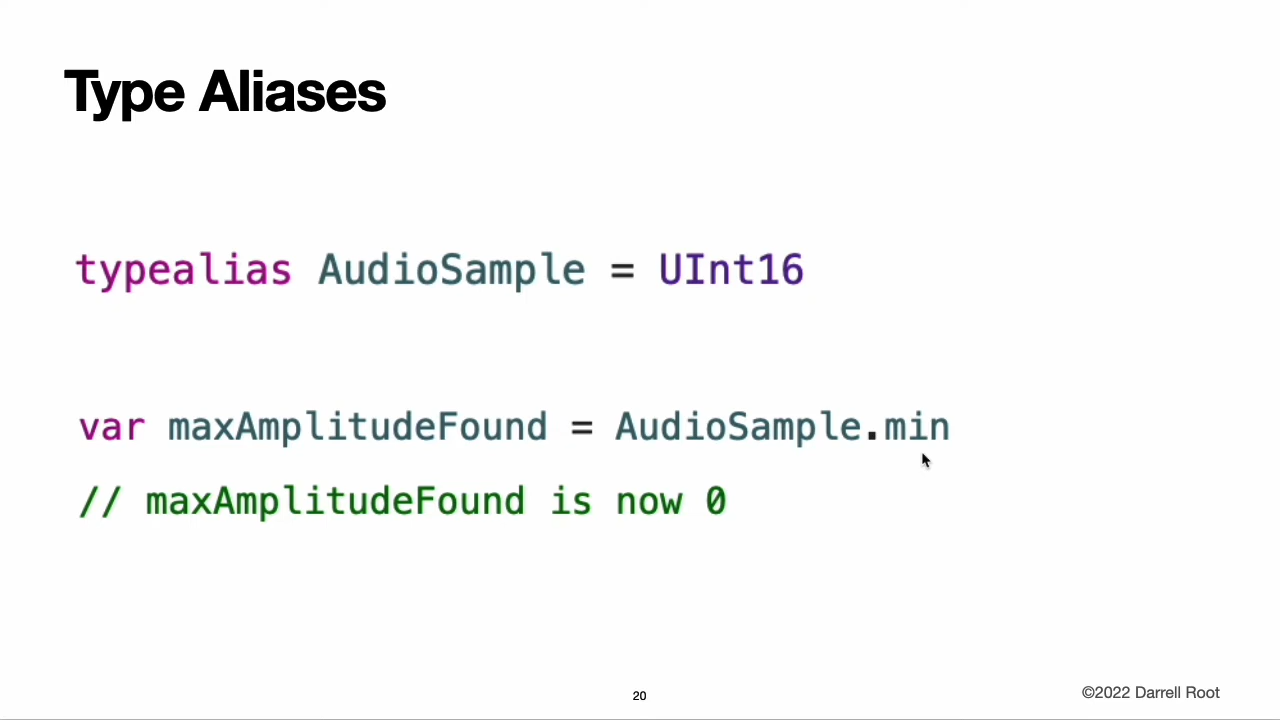 Type Aliases
typealias AudioSample = UInt16
var maxAmplitudeFound = AudioSample.min
// maxAmplitudeFound is now 0
20
©2022 Darrell Root